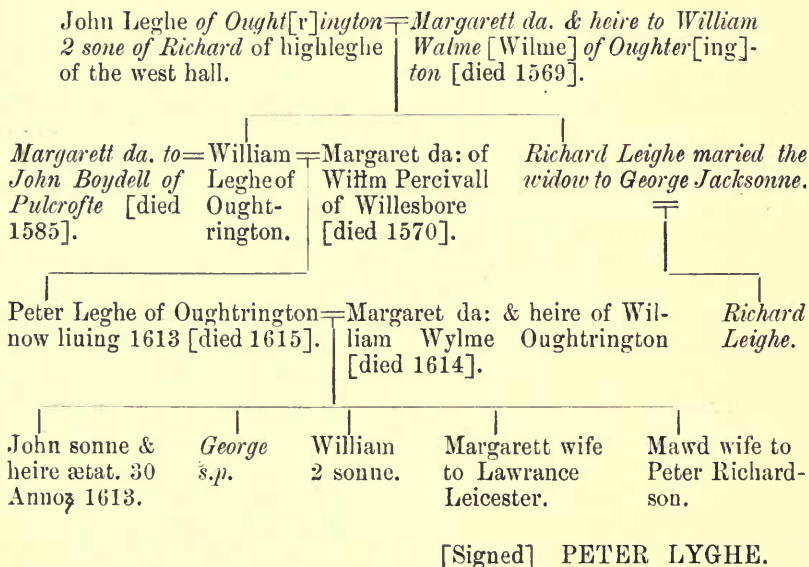 John Leghe of Ought[r]ington
2 sone of Richard of highleghe
of the west hall.
Margarett da. & heire to William
Walme [Wilme] of Oughter[ing]-
ton [died 1569].
Margarett da. to
John Boydell of
Pulcrofte [died
1585].
William
Leghe of
Ought-
rington.
Margaret da: of
Willm Percivall
of Willesbore
[died 1570].
Richard Leighe maried the
widow to George Jacksonne.
Peter Leghe of Oughtrington
now liuing 1613 [died 1615].
Margaret da: & heire of Wil-
liam Wylme Oughtrington
[died 1614].
Richard
Leighe.
John sonne &
heire ætat. 30
Annoʒ 1613.
George
s.p.
William
2 sonne.
Margarett wife
to Lawrance
Leicester.
Mawd wife to
Peter Richard-
son.
[Signed] PETER LYGHE.